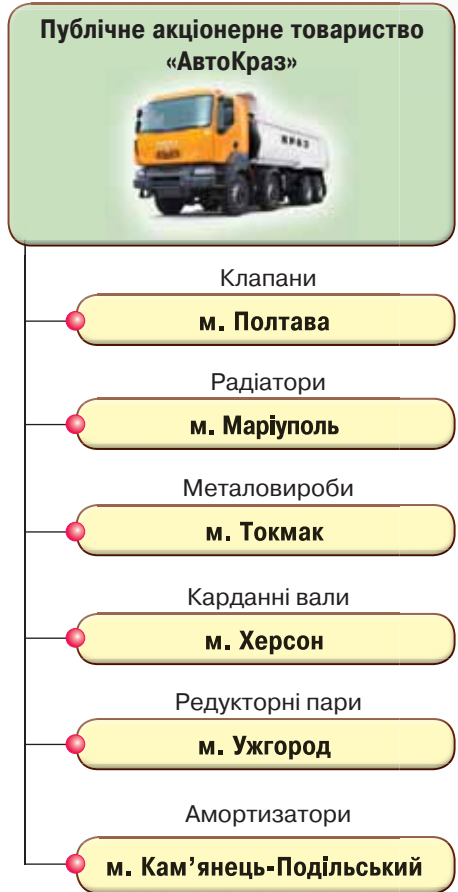 Публічне акціонерне товариство
«АвтоКраз»
КРАЗ
Клапани
м. Полтава
Радіатори
м. Маріуполь
Металовироби
м. Токмак
Карданні вали
м. Херсон
Редукторні пари
м. Ужгород
Амортизатори
м. Кам’янець-Подільський